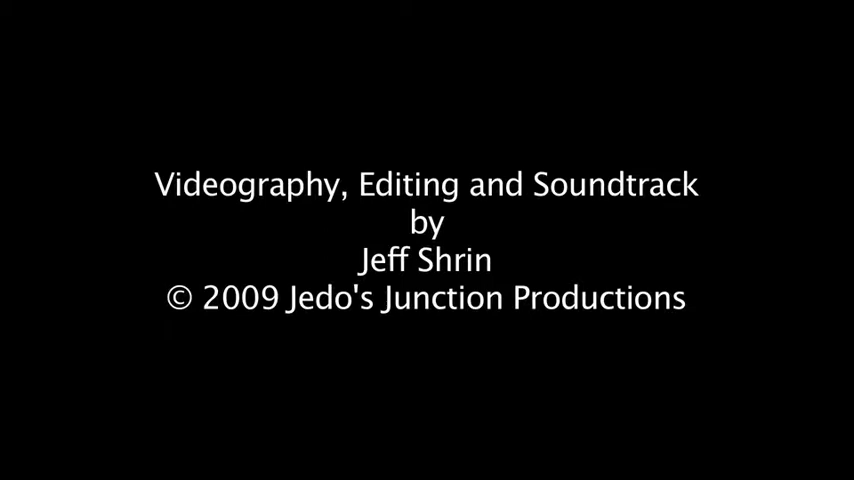 Videography, Editing and Soundtrack
by
Jeff Shrin
© 2009 Jedo's Junction Productions